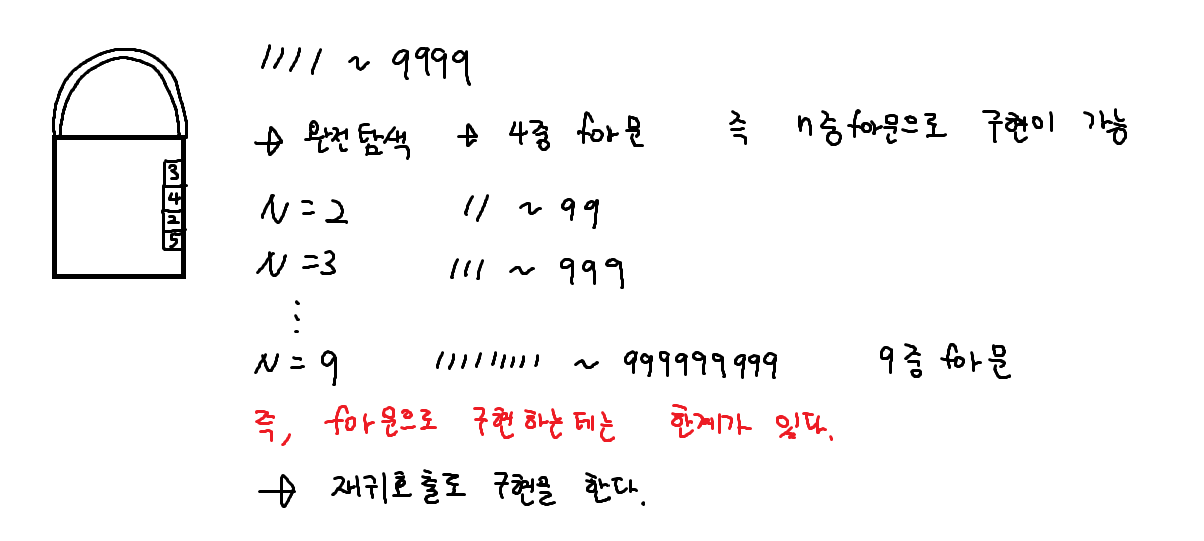 1111 ~ 9999
→ 완전탐색 → 4중 for문 즉 n중for문으로 구현이 가능
3
4
2
5
N = 2 11 ~ 99
N = 3 111 ~ 999
⋮
N = 9 111111111 ~ 999999999 9중 for문
즉, for문으로 구현하는데는 한계가 있다.
→ 재귀호출로 구현을 한다.